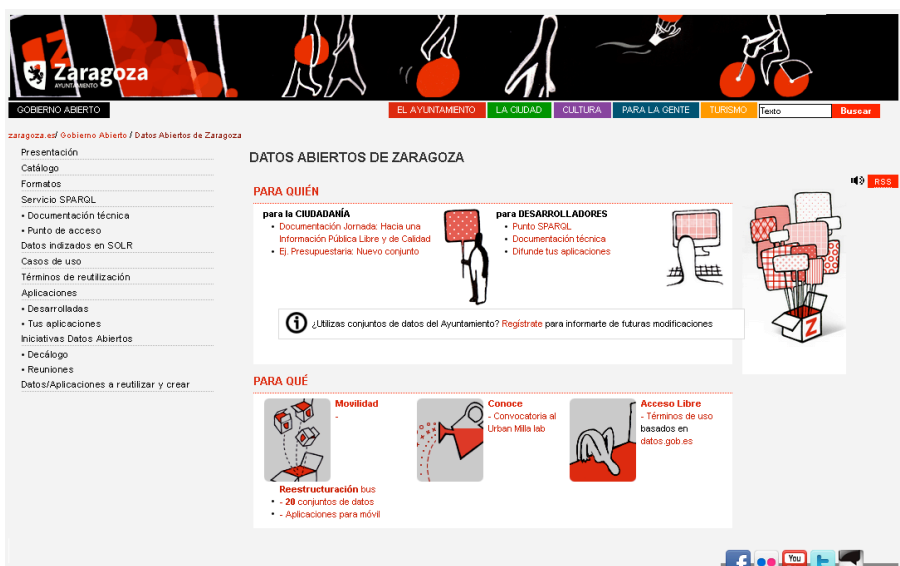 Zaragoza
AYUNTAMIENTO
GOBIERNO ABIERTO
EL AYUNTAMIENTO
LA CIUDAD
CULTURA
PARA LA GENTE
TURISMO
Texto
Buscar
zaragoza.es/ Gobierno Abierto / Datos Abiertos de Zaragoza
Presentación
Catálogo
Formatos
Servicio SPARQL
• Documentación técnica
• Punto de acceso
Datos indizados en SOLR
Casos de uso
Términos de reutilización
Aplicaciones
• Desarrolladas
• Tus aplicaciones
Iniciativas Datos Abiertos
• Decálogo
• Reuniones
Datos/Aplicaciones a reutilizar y crear
DATOS ABIERTOS DE ZARAGOZA
RSS
PARA QUIÉN
para la CIUDADANÍA
• Documentación Jornada: Hacia una
Información Pública Libre y de Calidad
• Ej. Presupuestaria: Nuevo conjunto
para DESARROLLADORES
• Punto SPARQL
• Documentación técnica
• Difunde tus aplicaciones
¿Utilizas conjuntos de datos del Ayuntamiento? Regístrate para informarte de futuras modificaciones
Z
PARA QUÉ
Movilidad
-
Reestructuración bus
• - 20 conjuntos de datos
• - Aplicaciones para móvil
Conoce
- Convocatoria al
Urban Milla lab
Acceso Libre
- Términos de uso
basados en
datos.gob.es
You